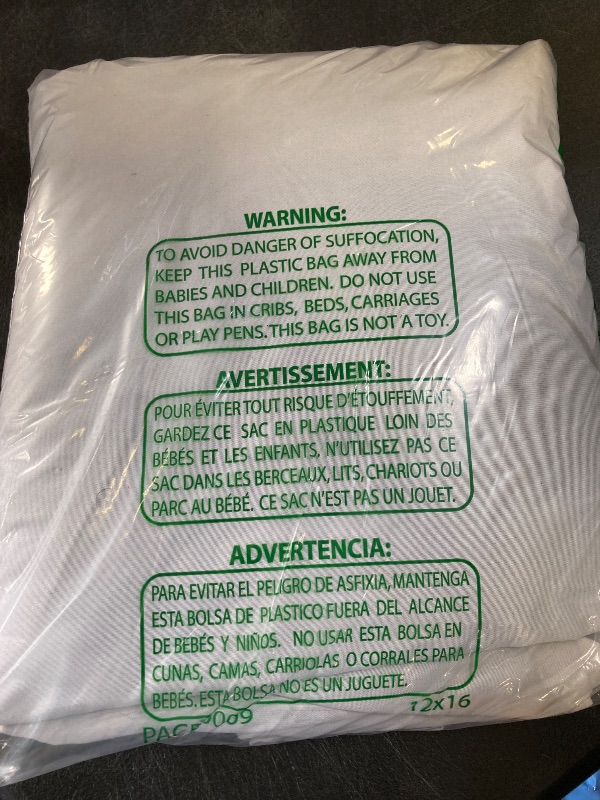 WARNING:
TO AVOID DANGER OF SUFFOCATION,
KEEP THIS PLASTIC BAG AWAY FROM
BABIES AND CHILDREN. DO NOT USE
THIS BAG IN CRIBS, BEDS, CARRIAGES
OR PLAY PENS. THIS BAG IS NOT A TOY.
AVERTISSEMENT:
POUR ÉVITER TOUT RISQUE D'ÉTOUFFEMENT,
GARDEZ CE SAC EN PLASTIQUE LOIN DES
BÉBÉS ET LES ENFANTS, N'UTILISEZ PAS CE
SAC DANS LES BERCEAUX, LITS, CHARIOTS OU
PARC AU BÉBÉ. CE SAC N'EST PAS UN JOUET.
ADVERTENCIA:
PARA EVITAR EL PELIGRO DE ASFIXIA, MANTENGA
ESTA BOLSA DE PLASTICO FUERA DEL ALCANCE
DE BEBÉS Y NIÑOS. NO USAR ESTA BOLSA EN
CUNAS, CAMAS, CARRIOLAS O CORRALES PARA
BEBÉS. ESTA BOLSA NO ES UN JUGUETE.
12x16